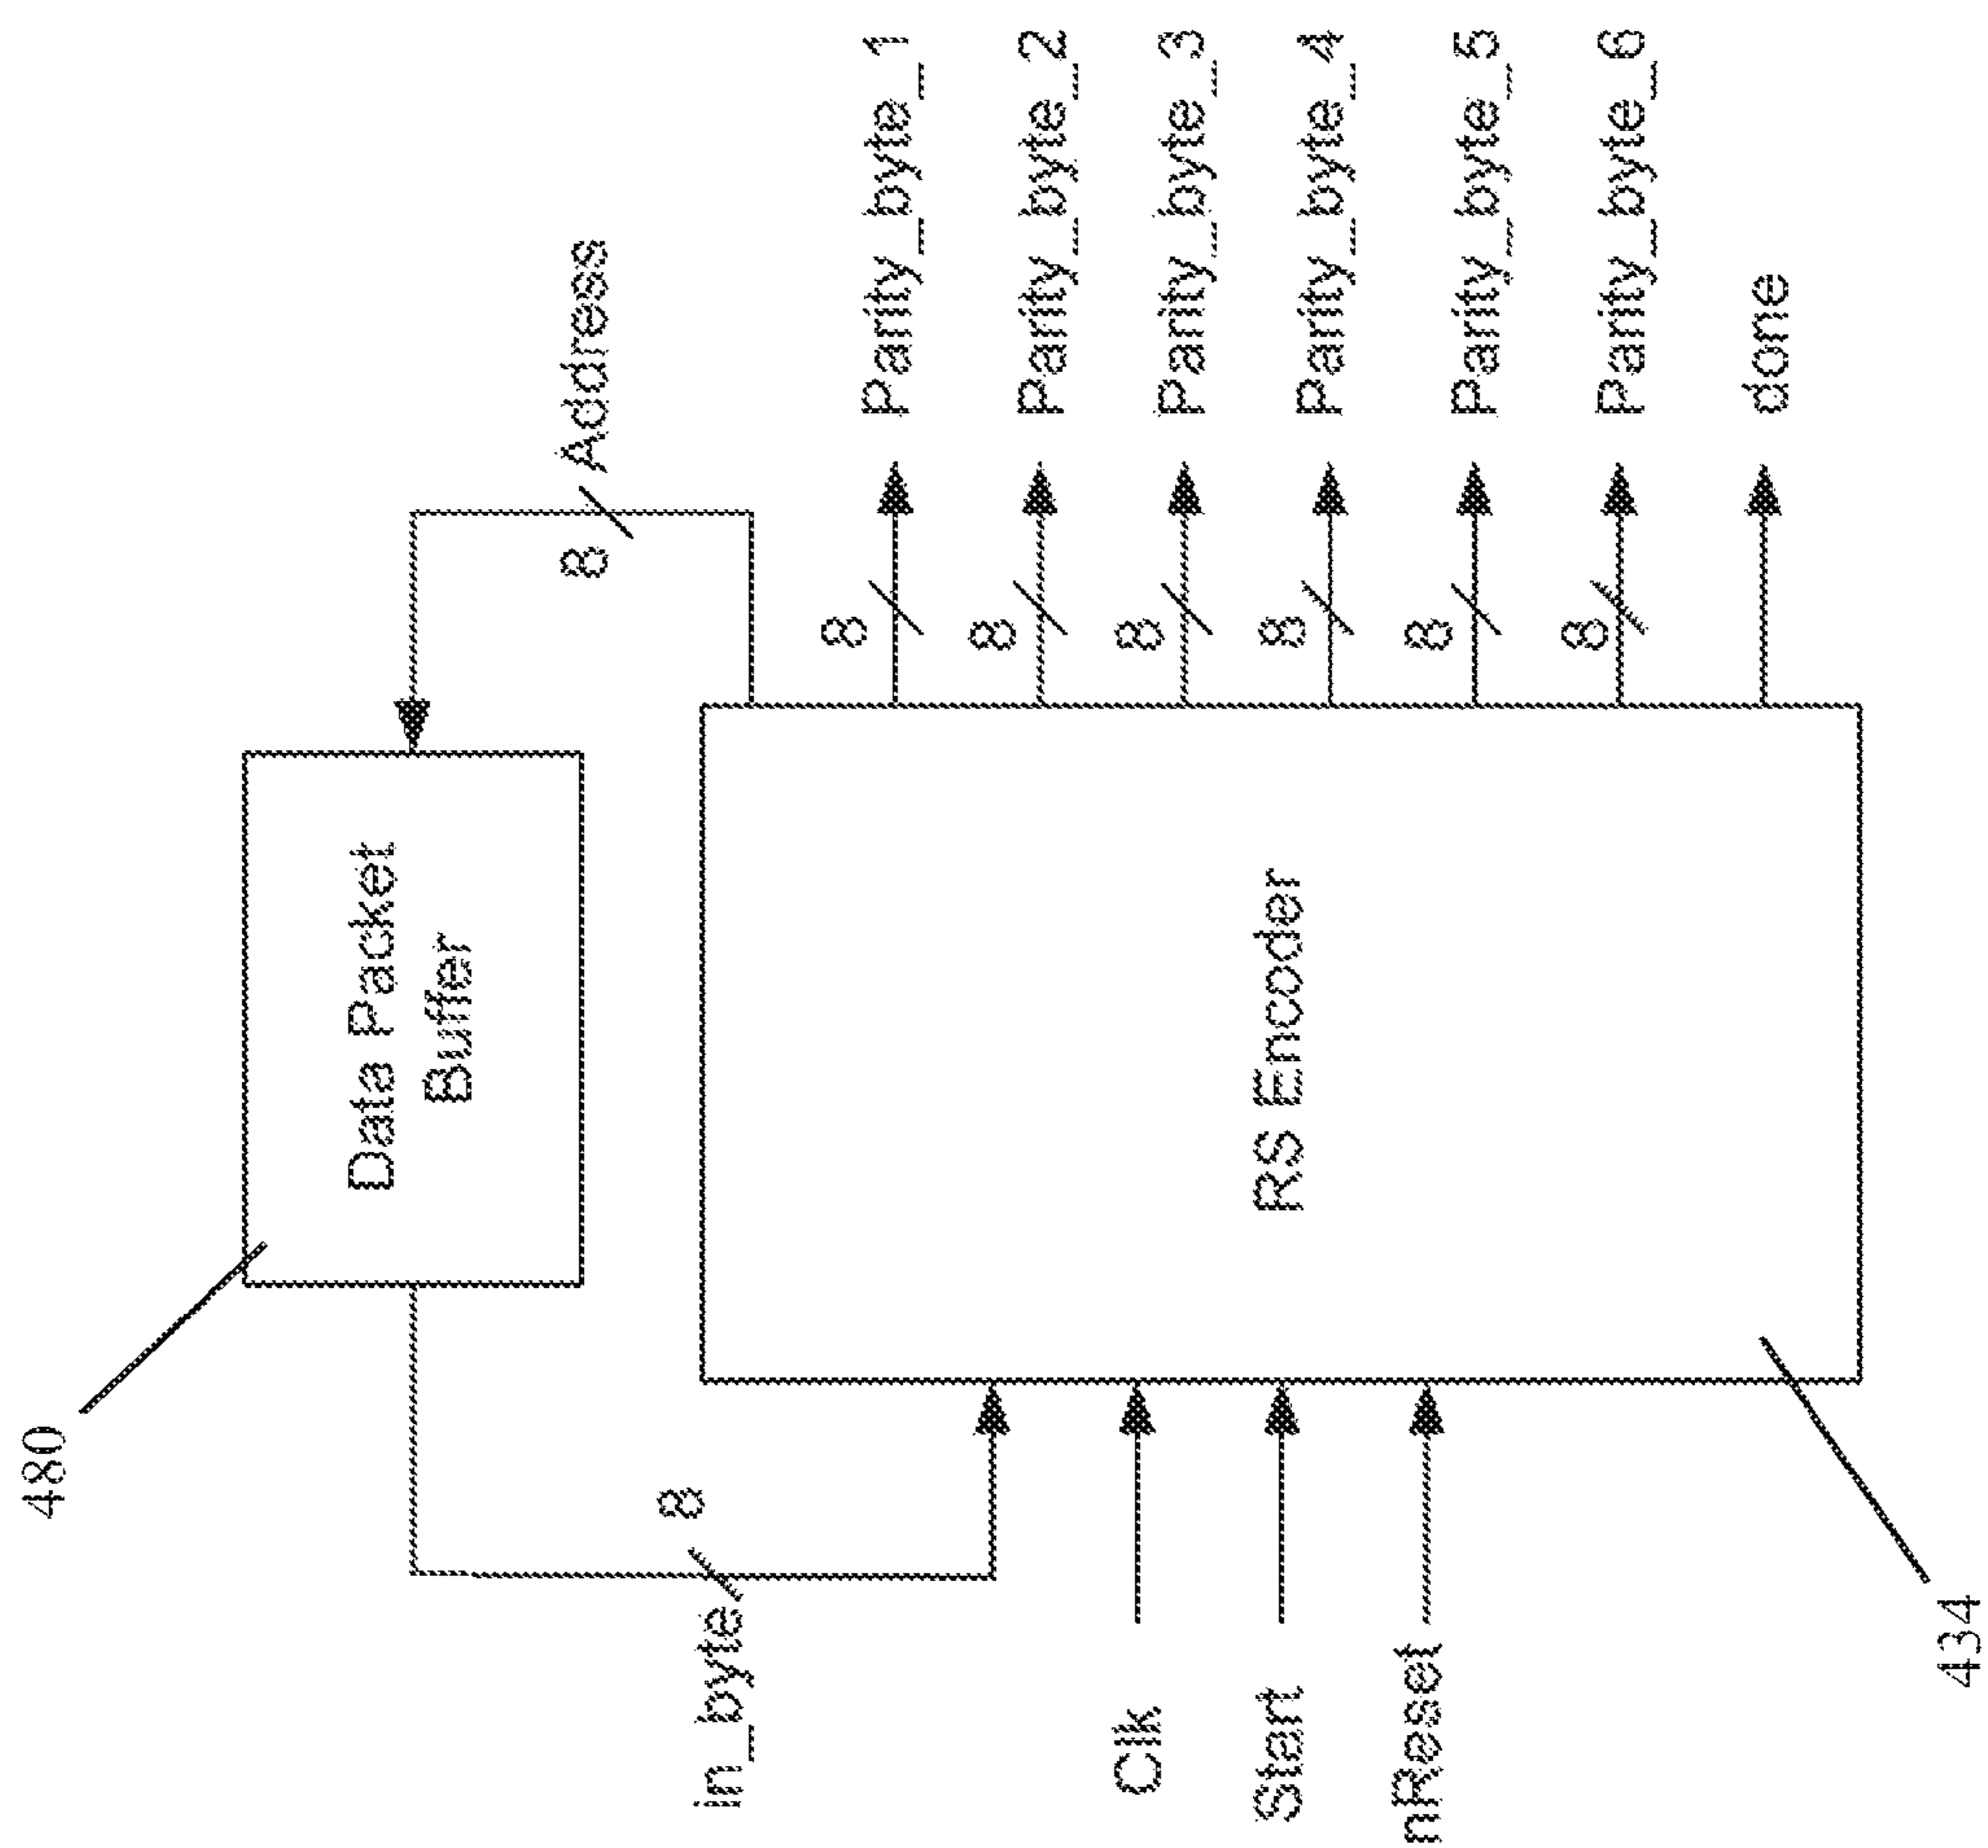 480
Data Packet
Buffer
8
Address
in_byte
8
Clk
Start
nReset
RS Encoder
8
Parity_byte_1
8
Parity_byte_2
8
Parity_byte_3
8
Parity_byte_4
8
Parity_byte_5
8
Parity_byte_6
done
434